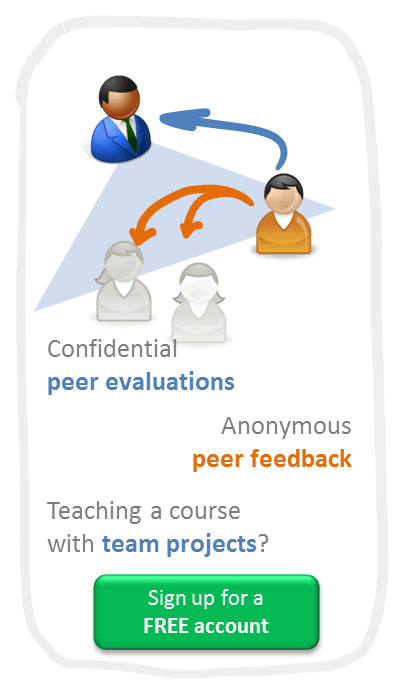 Confidential
peer evaluations
Anonymous
peer feedback
Teaching a course
with team projects?
Sign up for a
FREE account